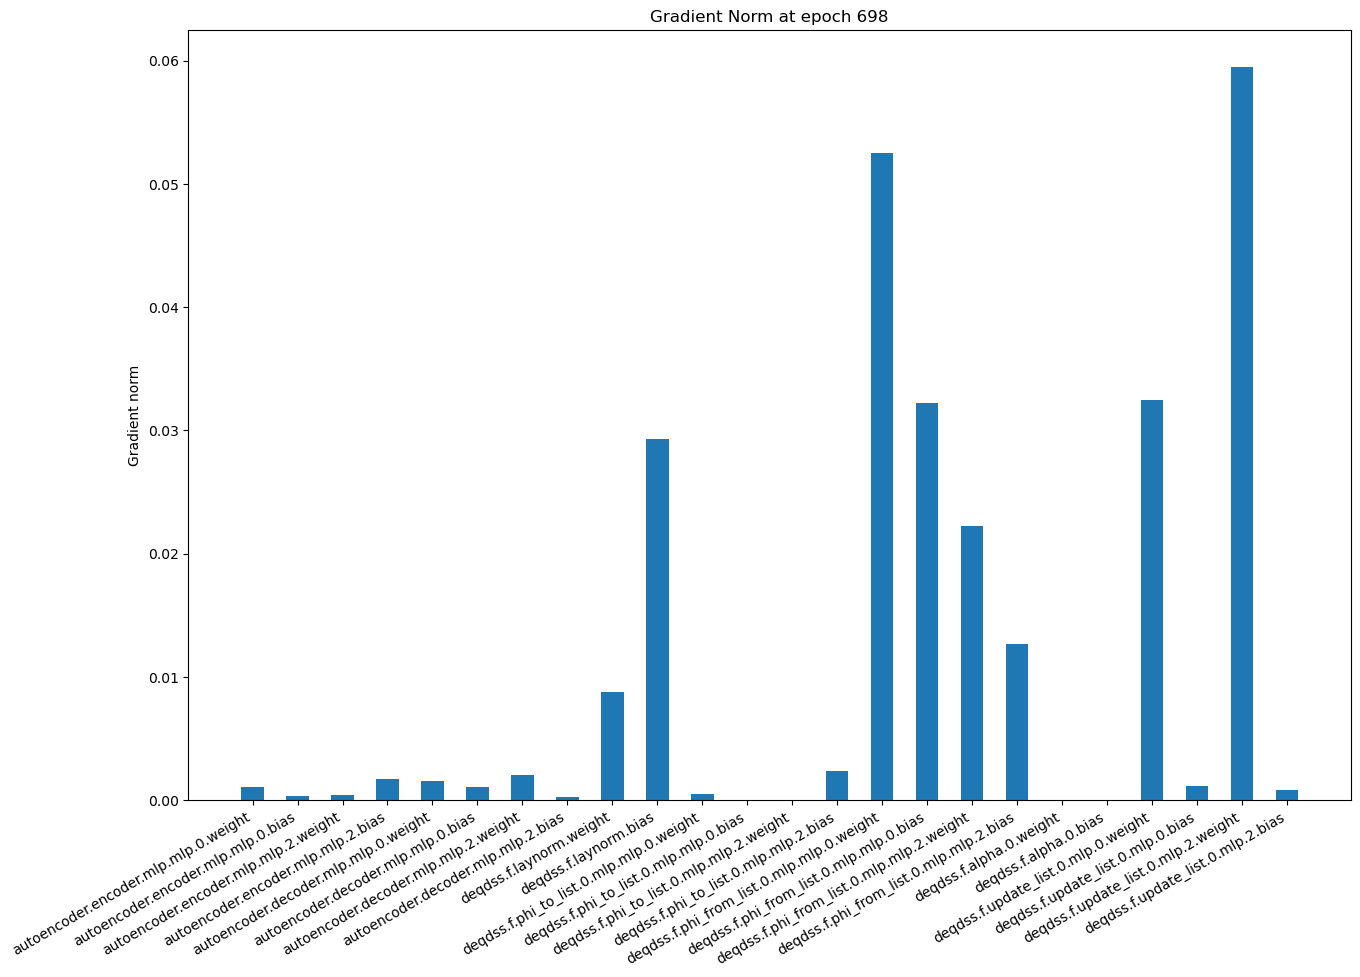 Gradient Norm at epoch 698
Gradient norm
0.06
0.05
0.04
0.03
0.02
0.01
0.00
autoencoder.encoder.mlp.mlp.0.weight
autoencoder.encoder.mlp.mlp.0.bias
autoencoder.encoder.mlp.mlp.2.weight
autoencoder.encoder.mlp.mlp.2.bias
autoencoder.decoder.mlp.mlp.0.weight
autoencoder.decoder.mlp.mlp.0.bias
autoencoder.decoder.mlp.mlp.2.weight
autoencoder.decoder.mlp.mlp.2.bias
deqdss.f.laynorm.weight
deqdss.f.laynorm.bias
deqdss.f.phi_to_list.0.mlp.mlp.0.weight
deqdss.f.phi_to_list.0.mlp.mlp.0.bias
deqdss.f.phi_to_list.0.mlp.mlp.2.weight
deqdss.f.phi_to_list.0.mlp.mlp.2.bias
deqdss.f.phi_from_list.0.mlp.mlp.0.weight
deqdss.f.phi_from_list.0.mlp.mlp.0.bias
deqdss.f.phi_from_list.0.mlp.mlp.2.weight
deqdss.f.phi_from_list.0.mlp.mlp.2.bias
deqdss.f.alpha.0.weight
deqdss.f.alpha.0.bias
deqdss.f.update_list.0.mlp.0.weight
deqdss.f.update_list.0.mlp.0.bias
deqdss.f.update_list.0.mlp.2.weight
deqdss.f.update_list.0.mlp.2.bias